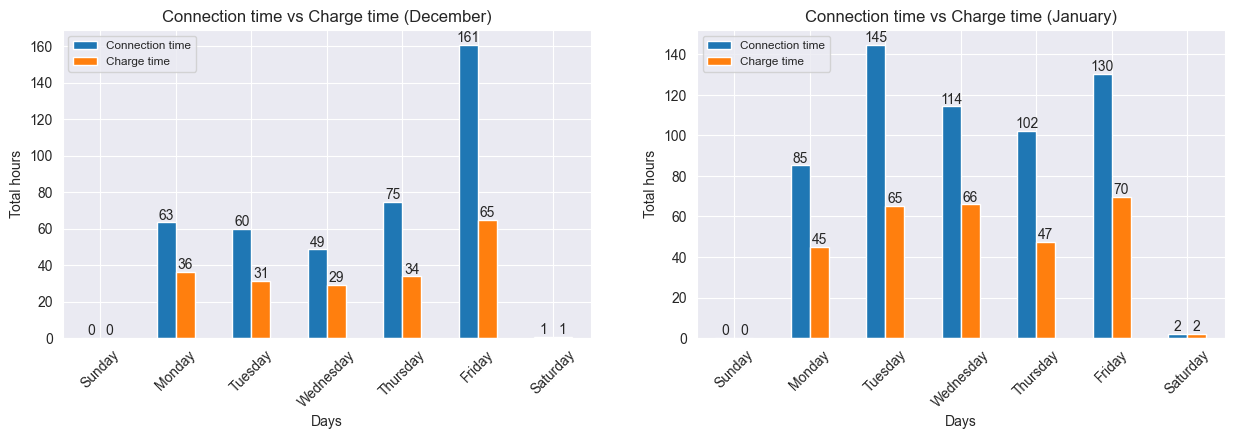 Connection time vs Charge time (December)
Connection time
Charge time
Total hours
160
140
120
100
80
60
40
20
0
0 0
63 36
60 31
49 29
75 34
161 65
1 1
Sunday
Monday
Tuesday
Wednesday
Thursday
Friday
Saturday
Days
Connection time vs Charge time (January)
Connection time
Charge time
Total hours
140
120
100
80
60
40
20
0
0 0
85 45
145 65
114 66
102 47
130 70
2 2
Sunday
Monday
Tuesday
Wednesday
Thursday
Friday
Saturday
Days